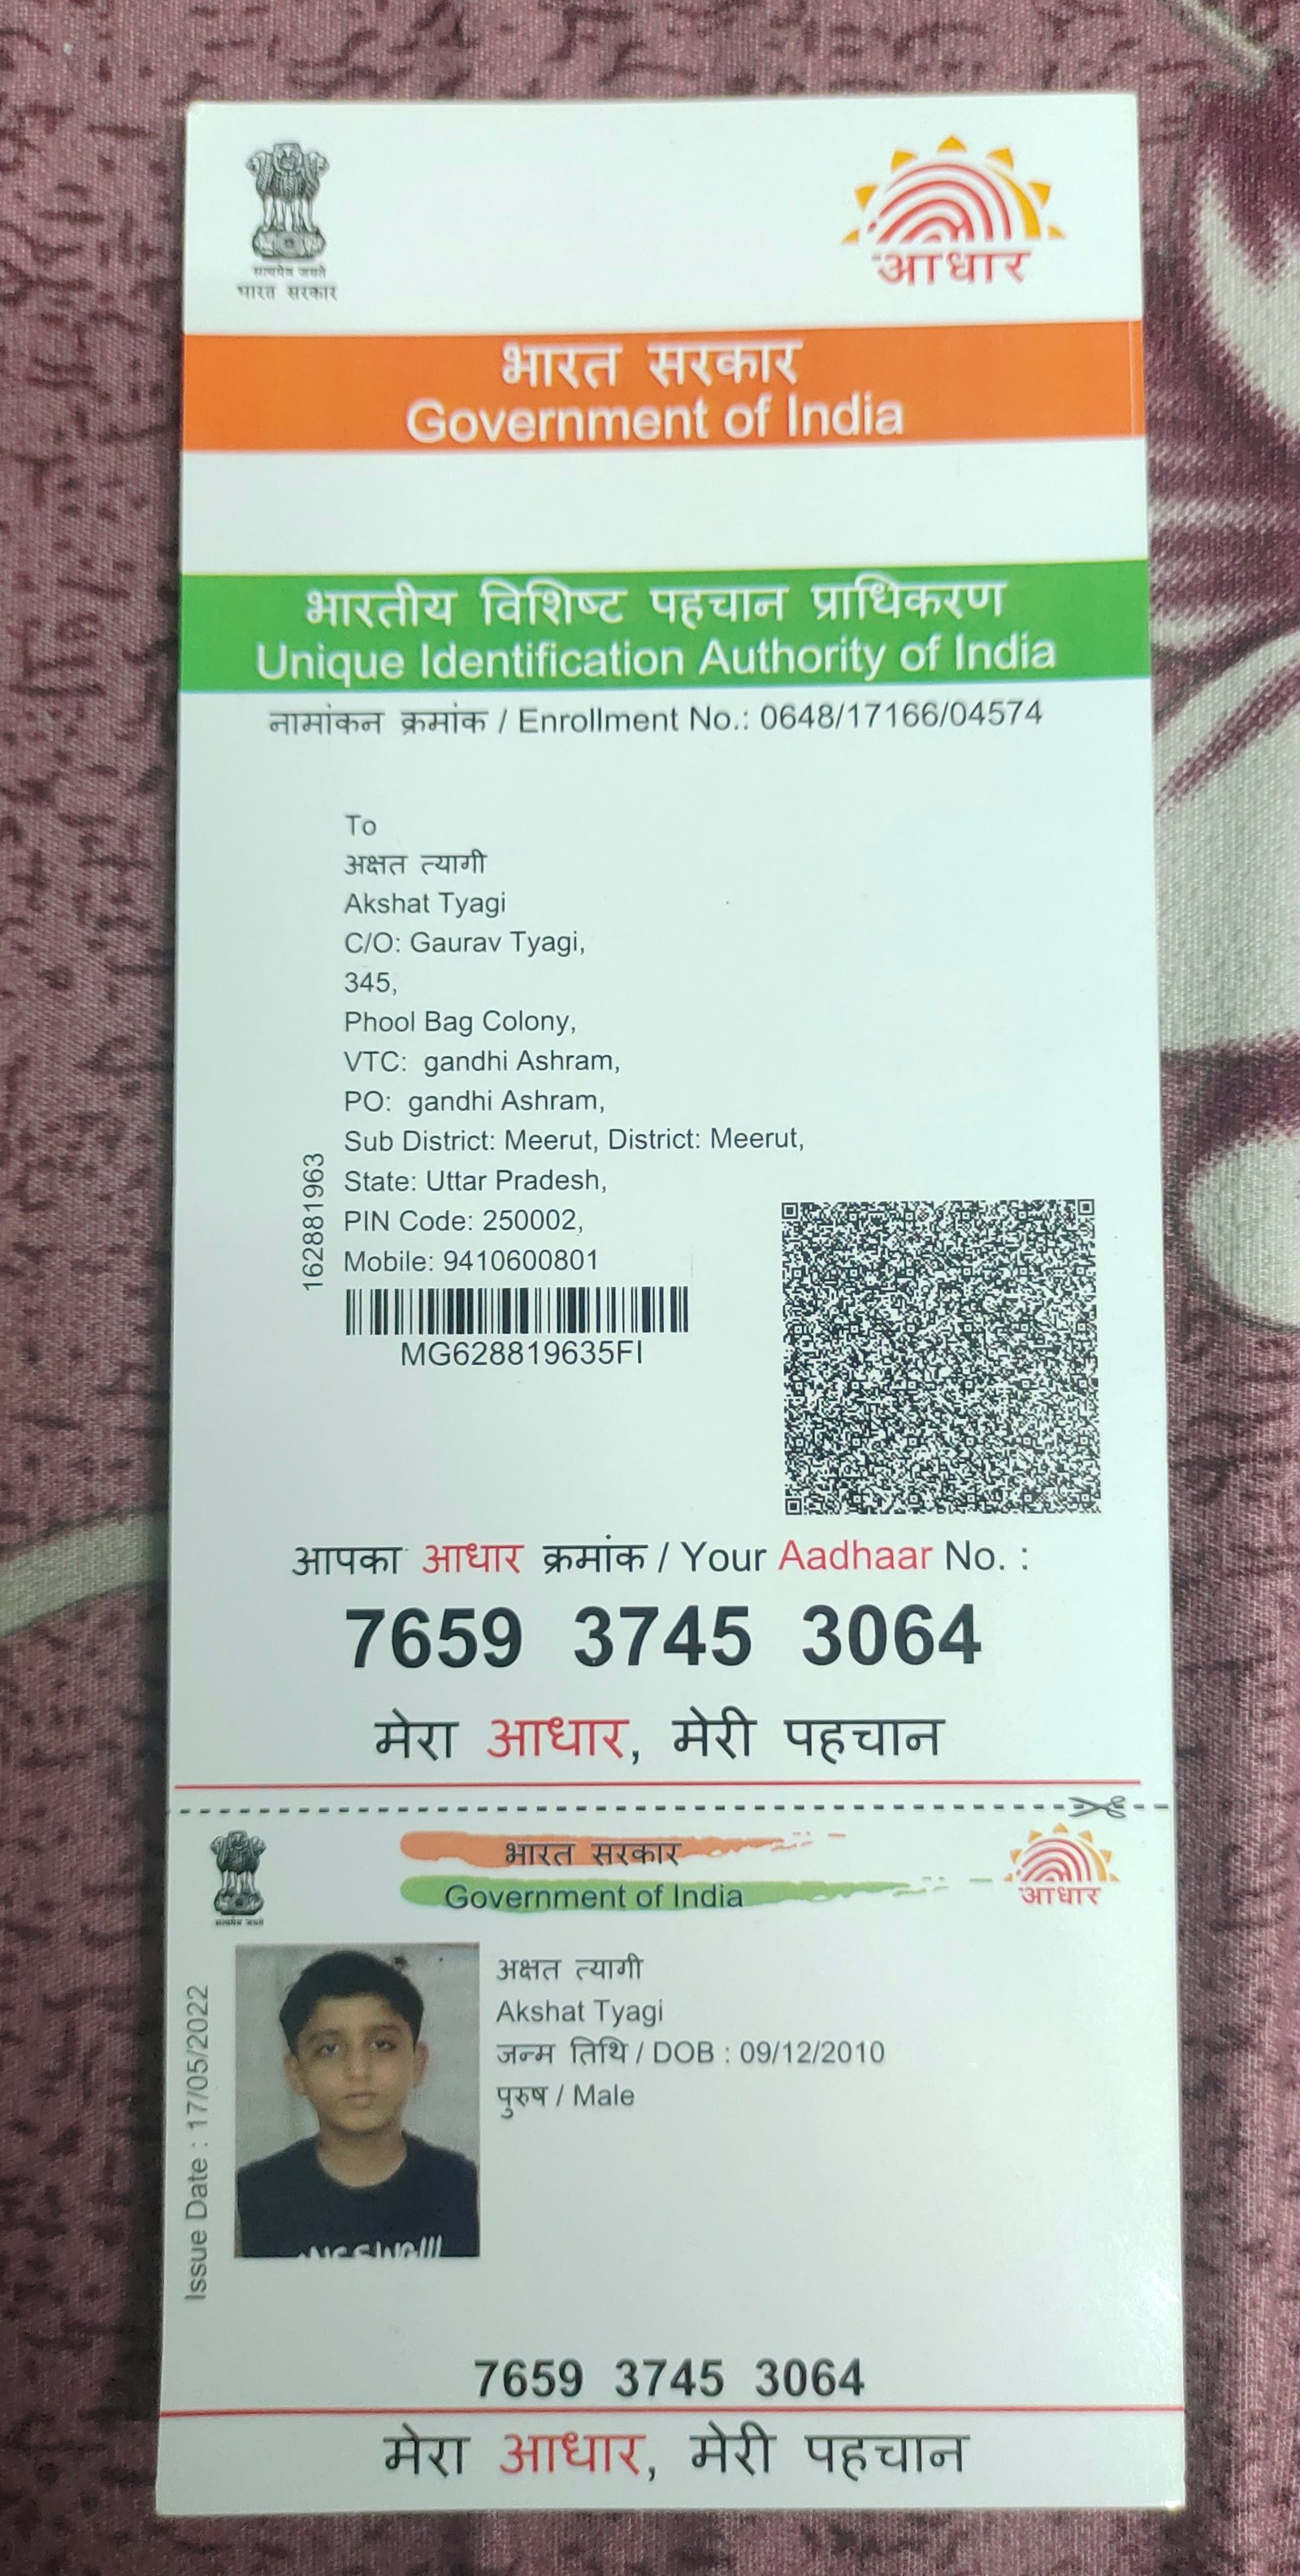 सत्यमेव जयते
भारत सरकार
आधार
भारत सरकार
Government of India
भारतीय विशिष्ट पहचान प्राधिकरण
Unique Identification Authority of India
नामांकन क्रमांक / Enrollment No.: 0648/17166/04574
To
अक्षत त्यागी
Akshat Tyagi
C/O: Gaurav Tyagi,
345,
Phool Bag Colony,
VTC: gandhi Ashram,
PO: gandhi Ashram,
Sub District: Meerut, District: Meerut,
State: Uttar Pradesh,
PIN Code: 250002,
Mobile: 9410600801
162881963
MG628819635FI
आपका आधार क्रमांक / Your Aadhaar No. :
7659 3745 3064
मेरा आधार, मेरी पहचान
सत्यमेव जयते
भारत सरकार
Government of India
आधार
अक्षत त्यागी
Akshat Tyagi
जन्म तिथि / DOB : 09/12/2010
पुरुष / Male
Issue Date : 17/05/2022
7659 3745 3064
मेरा आधार, मेरी पहचान